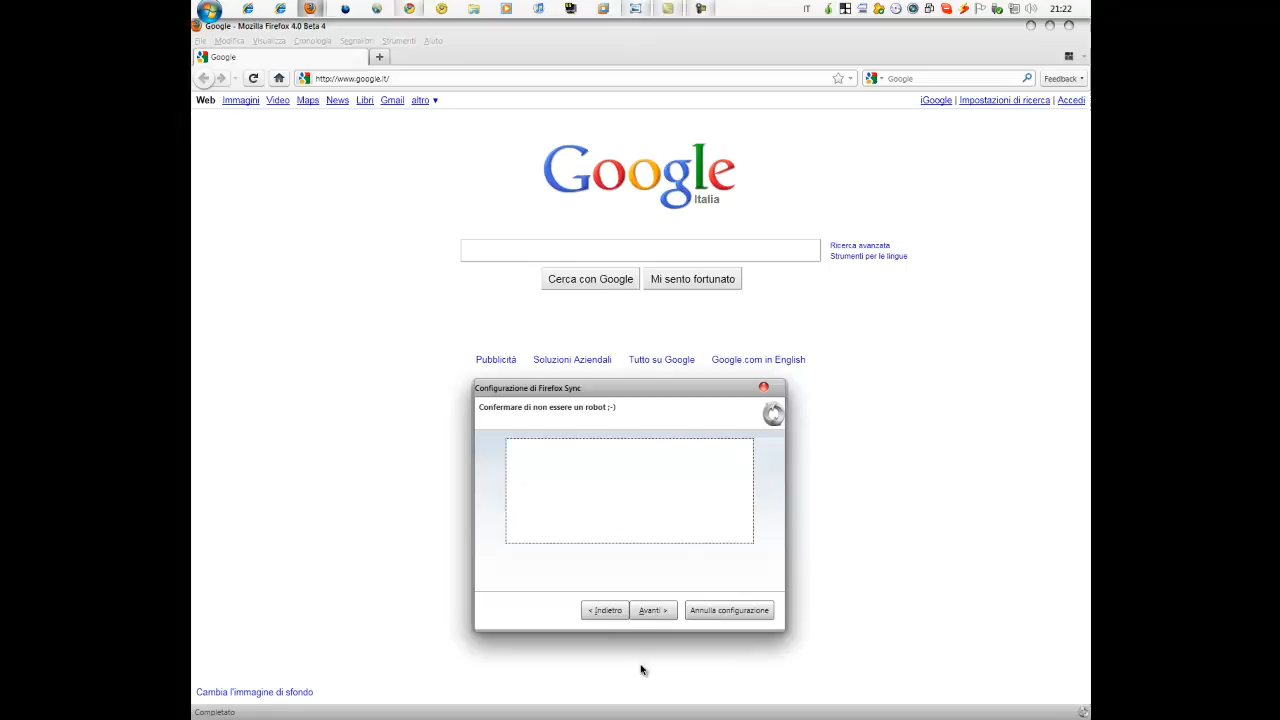 IT 21:22
Google - Mozilla Firefox 4.0 Beta 4
File Modifica Visualizza Cronologia Segnalibri Strumenti Aiuto
Google
http://www.google.it/ Google Feedback
Web Immagini Video Maps News Libri Gmail altro ▼ iGoogle | Impostazioni di ricerca | Accedi
Google
Italia
Ricerca avanzata
Strumenti per le lingue
Cerca con Google Mi sento fortunato
Pubblicità Soluzioni Aziendali Tutto su Google Google.com in English
Configurazione di Firefox Sync
Confermare di non essere un robot ;-)
< Indietro Avanti > Annulla configurazione
Cambia l'immagine di sfondo
Completato